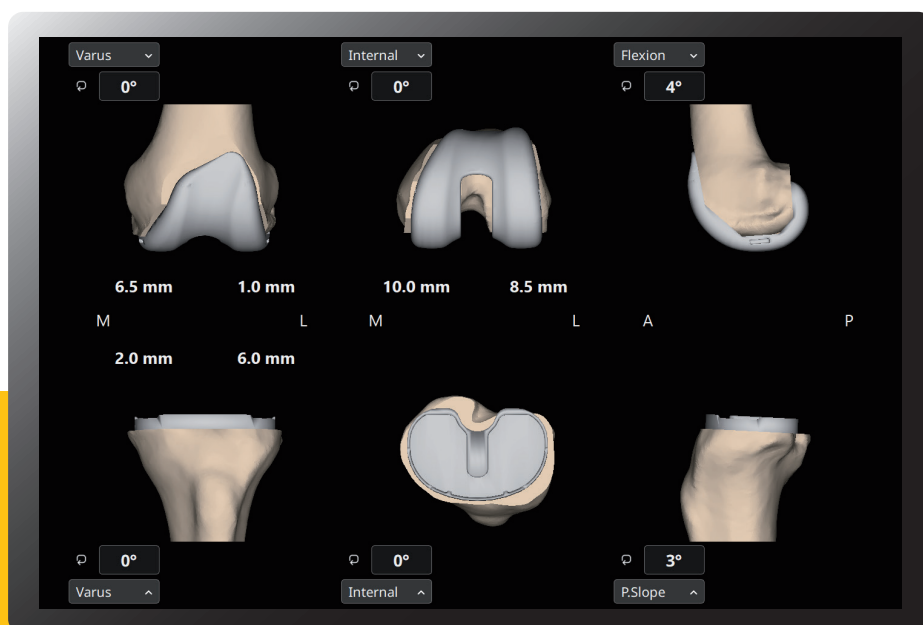 Varus Internal Flexion
0° 0° 4°
6.5 mm 1.0 mm 10.0 mm 8.5 mm
M L M L A P
2.0 mm 6.0 mm
0° 0° 3°
Varus Internal P.Slope